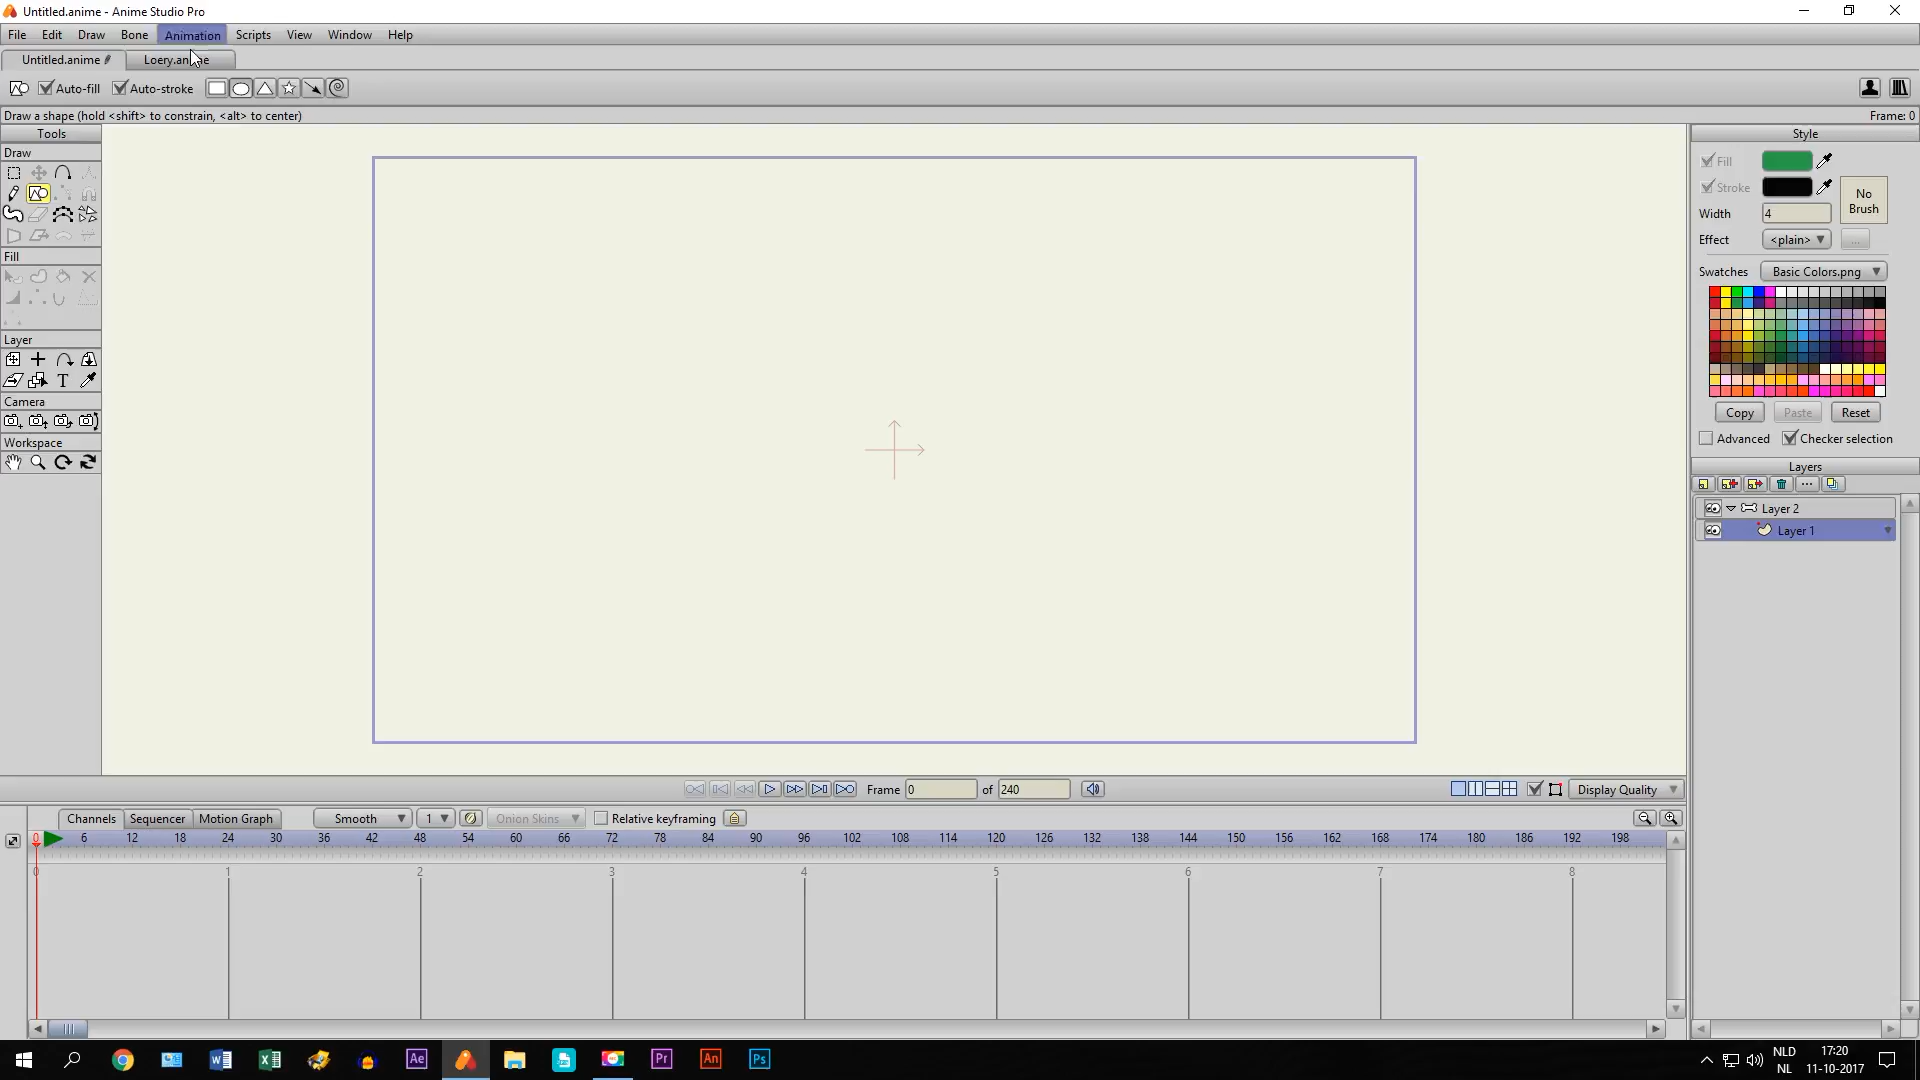 Untitled.anime - Anime Studio Pro
File Edit Draw Bone Animation Scripts View Window Help
Untitled.anime Loery.anime
Auto-fill Auto-stroke
Draw a shape (hold <shift> to constrain, <alt> to center) Frame: 0
Tools
Draw
Fill
Layer
T
Camera
Workspace
Style
Fill
Stroke
No
Brush
Width 4
Effect <plain> ...
Swatches Basic Colors.png
Copy Paste Reset
Advanced Checker selection
Layers
Layer 2
Layer 1
Frame 0 of 240 Display Quality
Channels Sequencer Motion Graph Smooth 1 Onion Skins Relative keyframing
0 6 12 18 24 30 36 42 48 54 60 66 72 78 84 90 96 102 108 114 120 126 132 138 144 150 156 162 168 174 180 186 192 198
0 1 2 3 4 5 6 7 8
Ae Pr An Ps
NLD 17:20
NL 11-10-2017